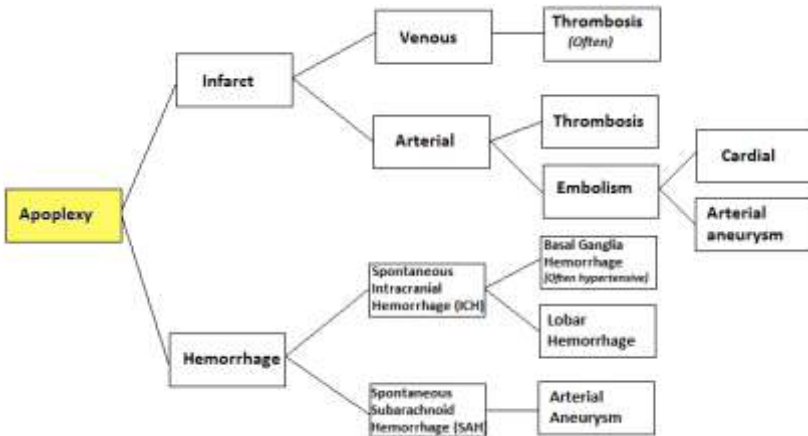 Apoplexy
Infarct
Venous
Thrombosis
(Often)
Arterial
Thrombosis
Embolism
Cardial
Arterial
aneurysm
Hemorrhage
Spontaneous
Intracranial
Hemorrhage (ICH)
Basal Ganglia
Hemorrhage
(Often hypertensive)
Lobar
Hemorrhage
Spontaneous
Subarachnoid
Hemorrhage (SAH)
Arterial
Aneurysm